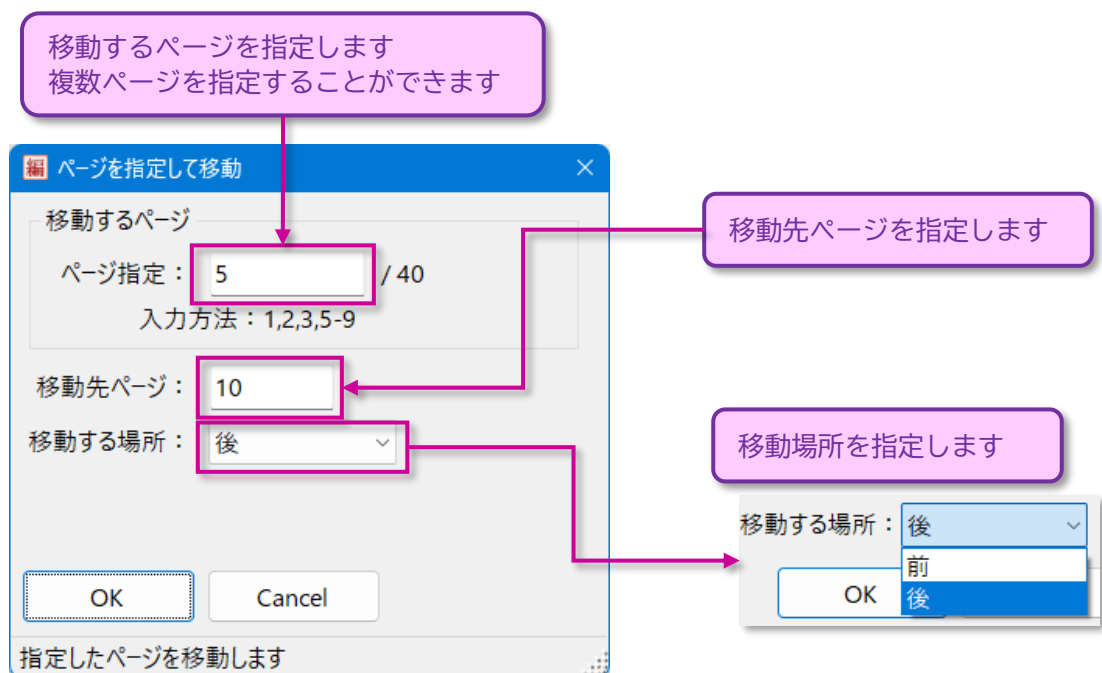 移動するページを指定します
複数ページを指定することができます
編 ページを指定して移動
移動するページ
ページ指定： 5 / 40
入力方法：1,2,3,5-9
移動先ページを指定します
移動先ページ： 10
移動する場所： 後
移動場所を指定します
移動する場所： 後
前
OK
後
OK Cancel
指定したページを移動します